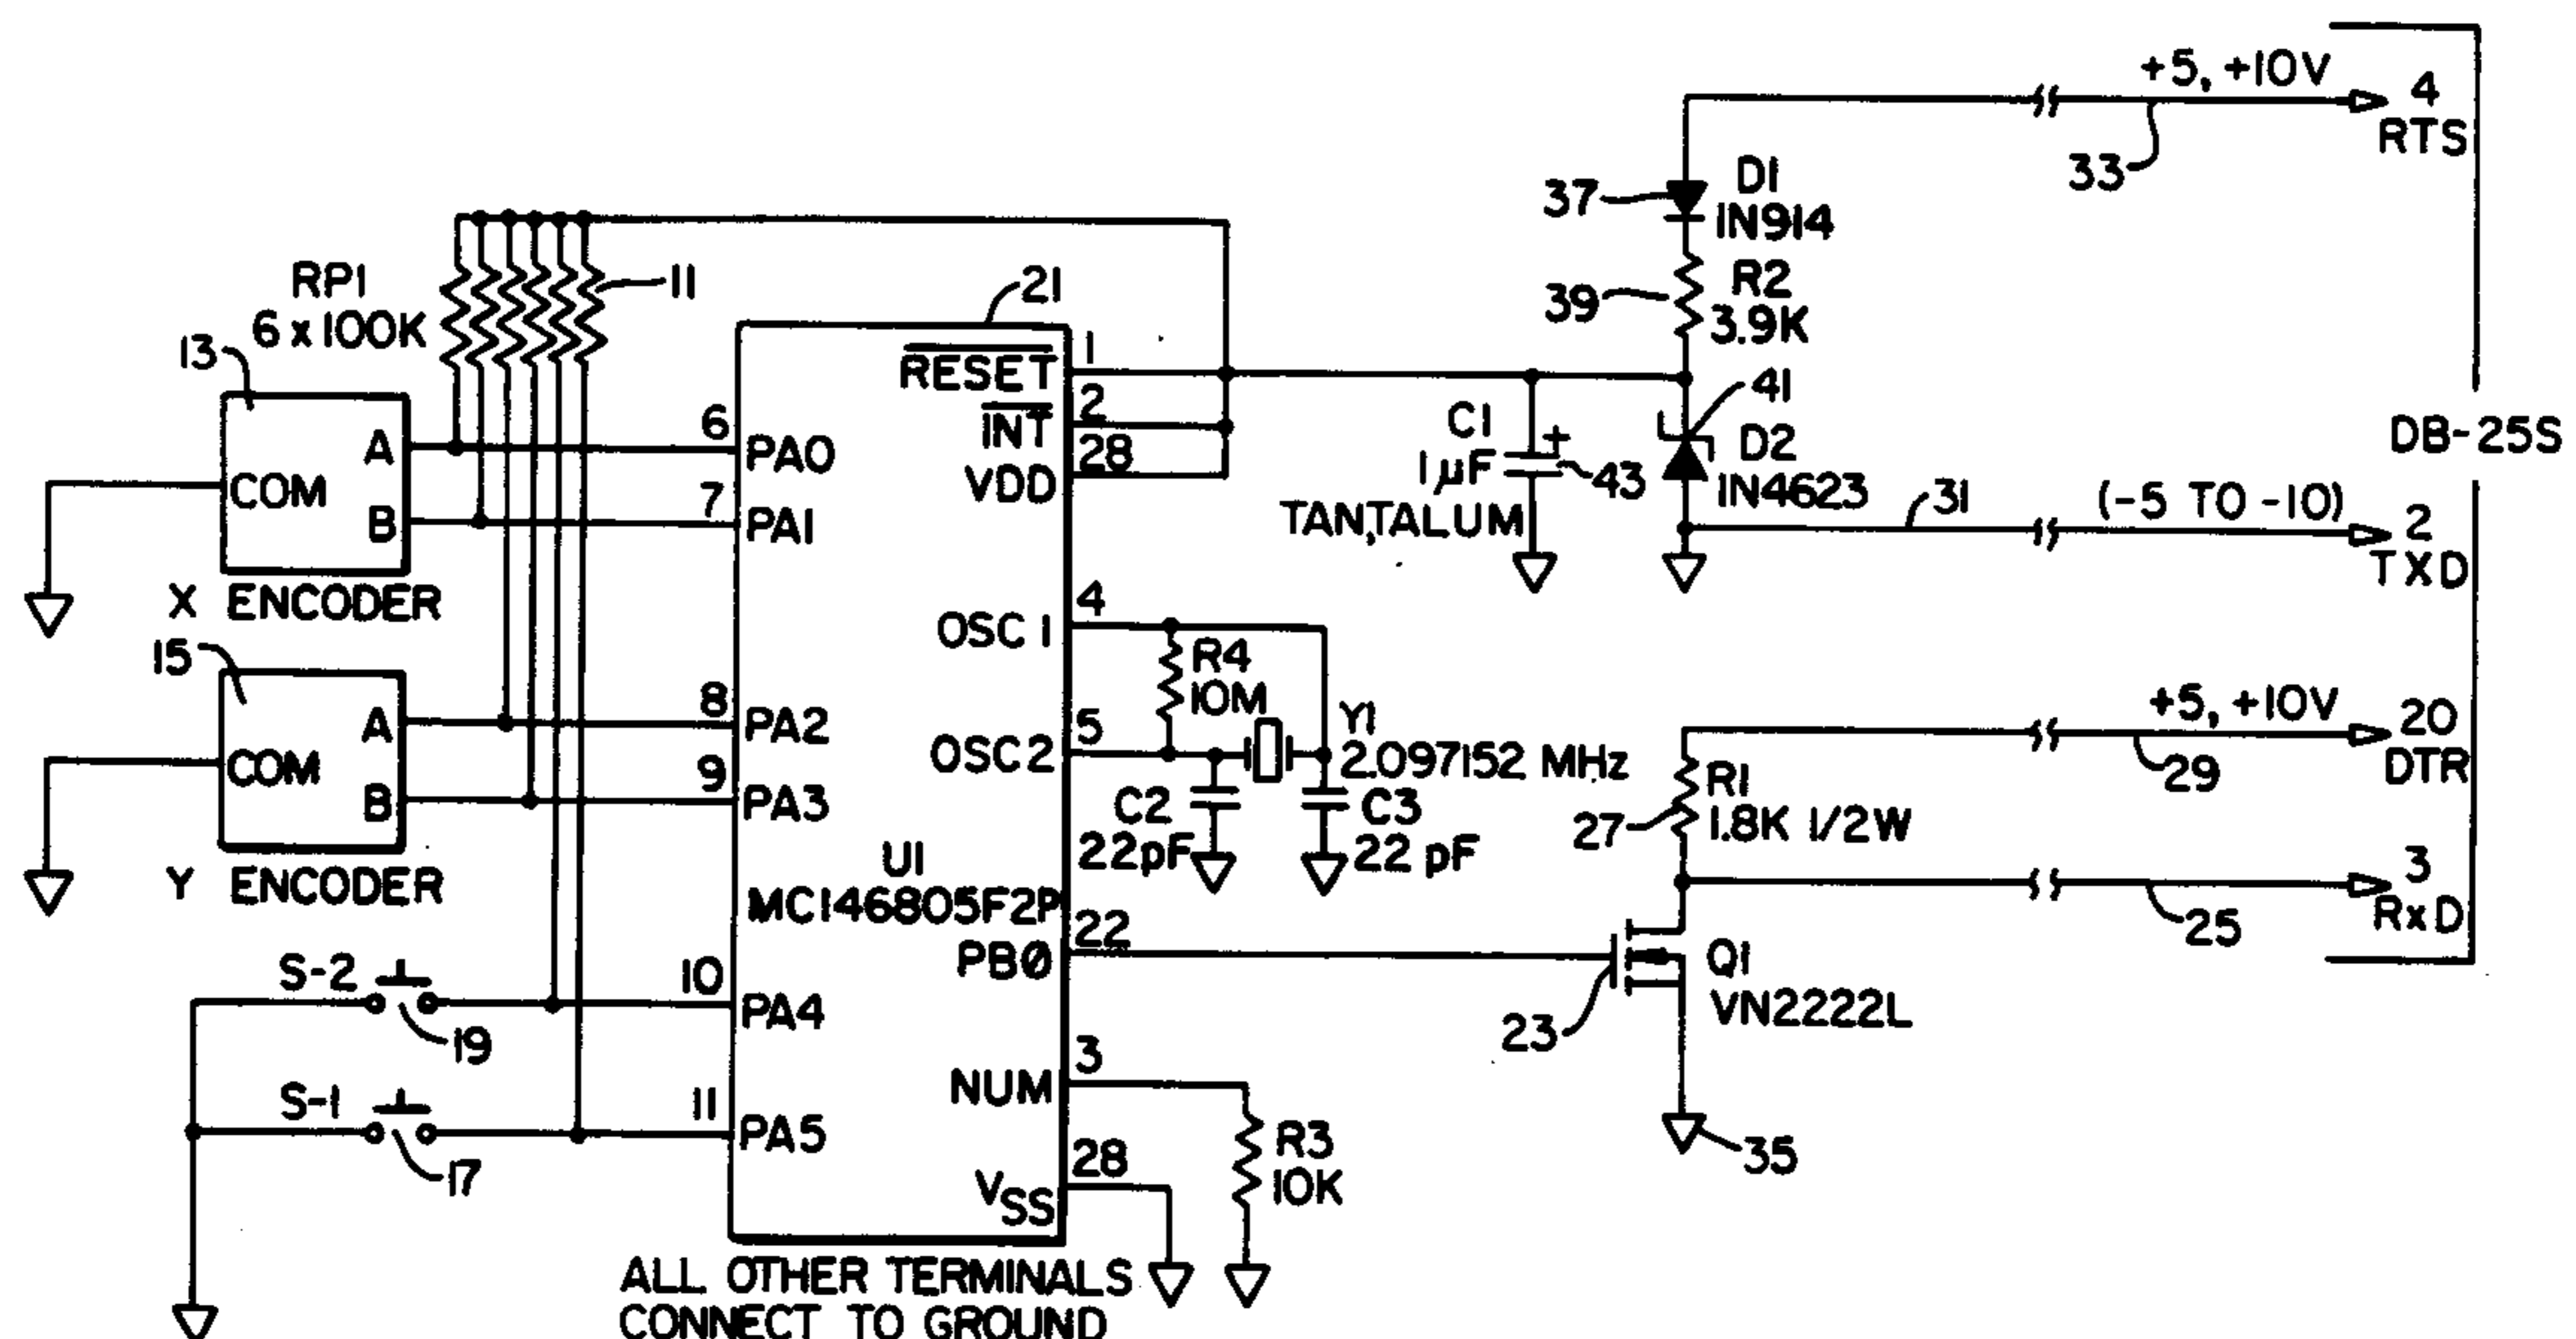 +5, +10V
4
RTS
33
37
D1
1N914
39
R2
3.9K
RP1
6 x 100K
11
21
13
A
COM
B
X ENCODER
6
PA0
7
PA1
RESET
1
INT
2
VDD
28
C1
1µF
+
43
TANTALUM
41
D2
1N4623
31
(-5 TO -10)
2
TXD
DB-25S
15
A
COM
B
Y ENCODER
8
PA2
9
PA3
OSC 1
4
R4
10M
OSC2
5
Y1
2.097152 MHz
C2
22pF
C3
22 pF
U1
MC146805F2P
+5, +10V
20
DTR
29
R1
1.8K 1/2W
27
3
RxD
25
PBØ
22
Q1
VN2222L
23
35
S-2
19
10
PA4
S-1
17
11
PA5
NUM
3
R3
10K
VSS
28
ALL OTHER TERMINALS
CONNECT TO GROUND